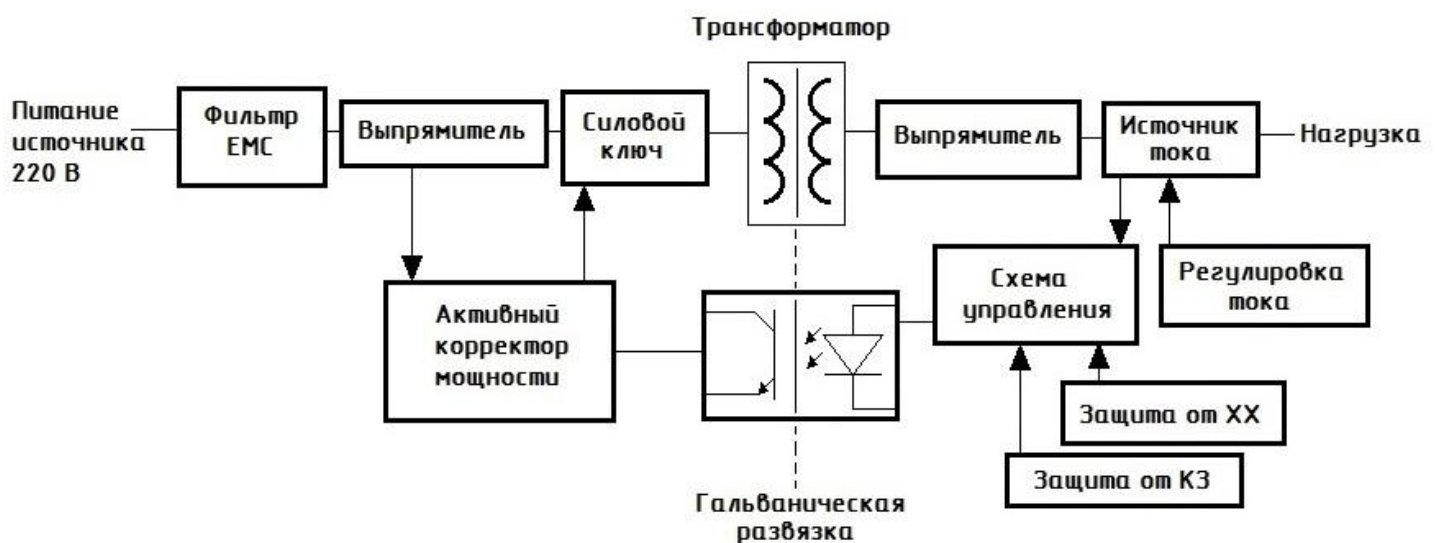 Трансформатор
Питание
источника
220 В
Фильтр
ЕМС
Выпрямитель
Силовой
ключ
Выпрямитель
Источник
тока
Нагрузка
Активный
корректор
мощности
Схема
управления
Регулировка
тока
Защита от ХХ
Защита от КЗ
Гальваническая
развязка